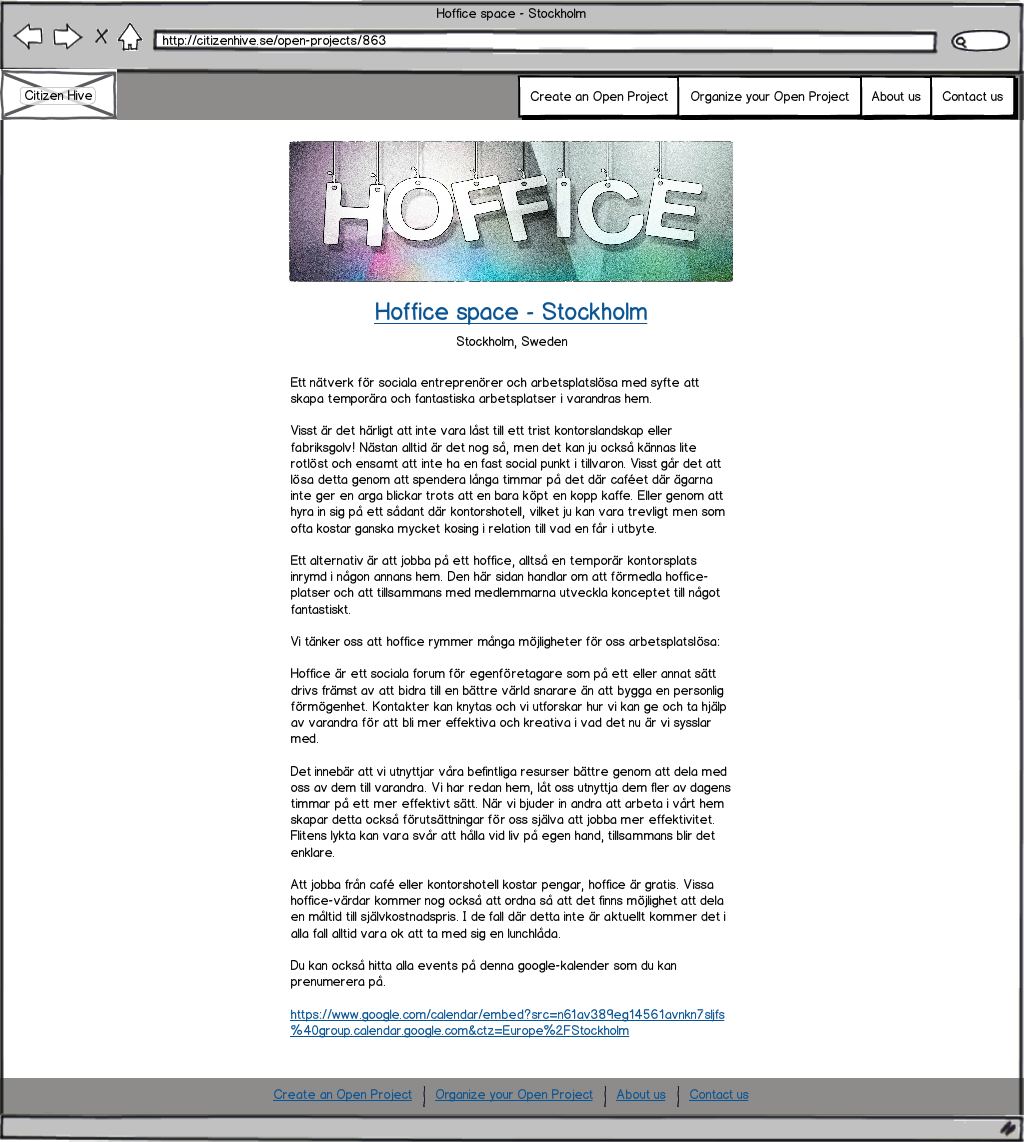 Hoffice space - Stockholm
http://citizenhive.se/open-projects/863
Citizen Hive
Create an Open Project
Organize your Open Project
About us
Contact us
HOFFICE
Hoffice space - Stockholm
Stockholm, Sweden
Ett nätverk för sociala entreprenörer och arbetsplatslösa med syfte att
skapa temporära och fantastiska arbetsplatser i varandras hem.
Visst är det härligt att inte vara låst till ett trist kontorslandskap eller
fabriksgolv! Nästan alltid är det nog så, men det kan ju också kännas lite
rotlöst och ensamt att inte ha en fast social punkt i tillvaron. Visst går det att
lösa detta genom att spendera långa timmar på det där caféet där ägarna
inte ger en arga blickar trots att en bara köpt en kopp kaffe. Eller genom att
hyra in sig på ett sådant där kontorshotell, vilket ju kan vara trevligt men som
ofta kostar ganska mycket kosing i relation till vad en får i utbyte.
Ett alternativ är att jobba på ett hoffice, alltså en temporär kontorsplats
inrymd i någon annans hem. Den här sidan handlar om att förmedla hoffice-
platser och att tillsammans med medlemmarna utveckla konceptet till något
fantastiskt.
Vi tänker oss att hoffice rymmer många möjligheter för oss arbetsplatslösa:
Hoffice är ett sociala forum för egenföretagare som på ett eller annat sätt
drivs främst av att bidra till en bättre värld snarare än att bygga en personlig
förmögenhet. Kontakter kan knytas och vi utforskar hur vi kan ge och ta hjälp
av varandra för att bli mer effektiva och kreativa i vad det nu är vi sysslar
med.
Det innebär att vi utnyttjar våra befintliga resurser bättre genom att dela med
oss av dem till varandra. Vi har redan hem, låt oss utnyttja dem fler av dagens
timmar på ett mer effektivt sätt. När vi bjuder in andra att arbeta i vårt hem
skapar detta också förutsättningar för oss själva att jobba mer effektivitet.
Flitens lykta kan vara svår att hålla vid liv på egen hand, tillsammans blir det
enklare.
Att jobba från café eller kontorshotell kostar pengar, hoffice är gratis. Vissa
hoffice-värdar kommer nog också att ordna så att det finns möjlighet att dela
en måltid till självkostnadspris. I de fall där detta inte är aktuellt kommer det i
alla fall alltid vara ok att ta med sig en lunchlåda.
Du kan också hitta alla events på denna google-kalender som du kan
prenumerera på.
https://www.google.com/calendar/embed?src=n61av389eg14561avnkn7sljfs
%40group.calendar.google.com&ctz=Europe%2FStockholm
Create an Open Project
Organize your Open Project
About us
Contact us